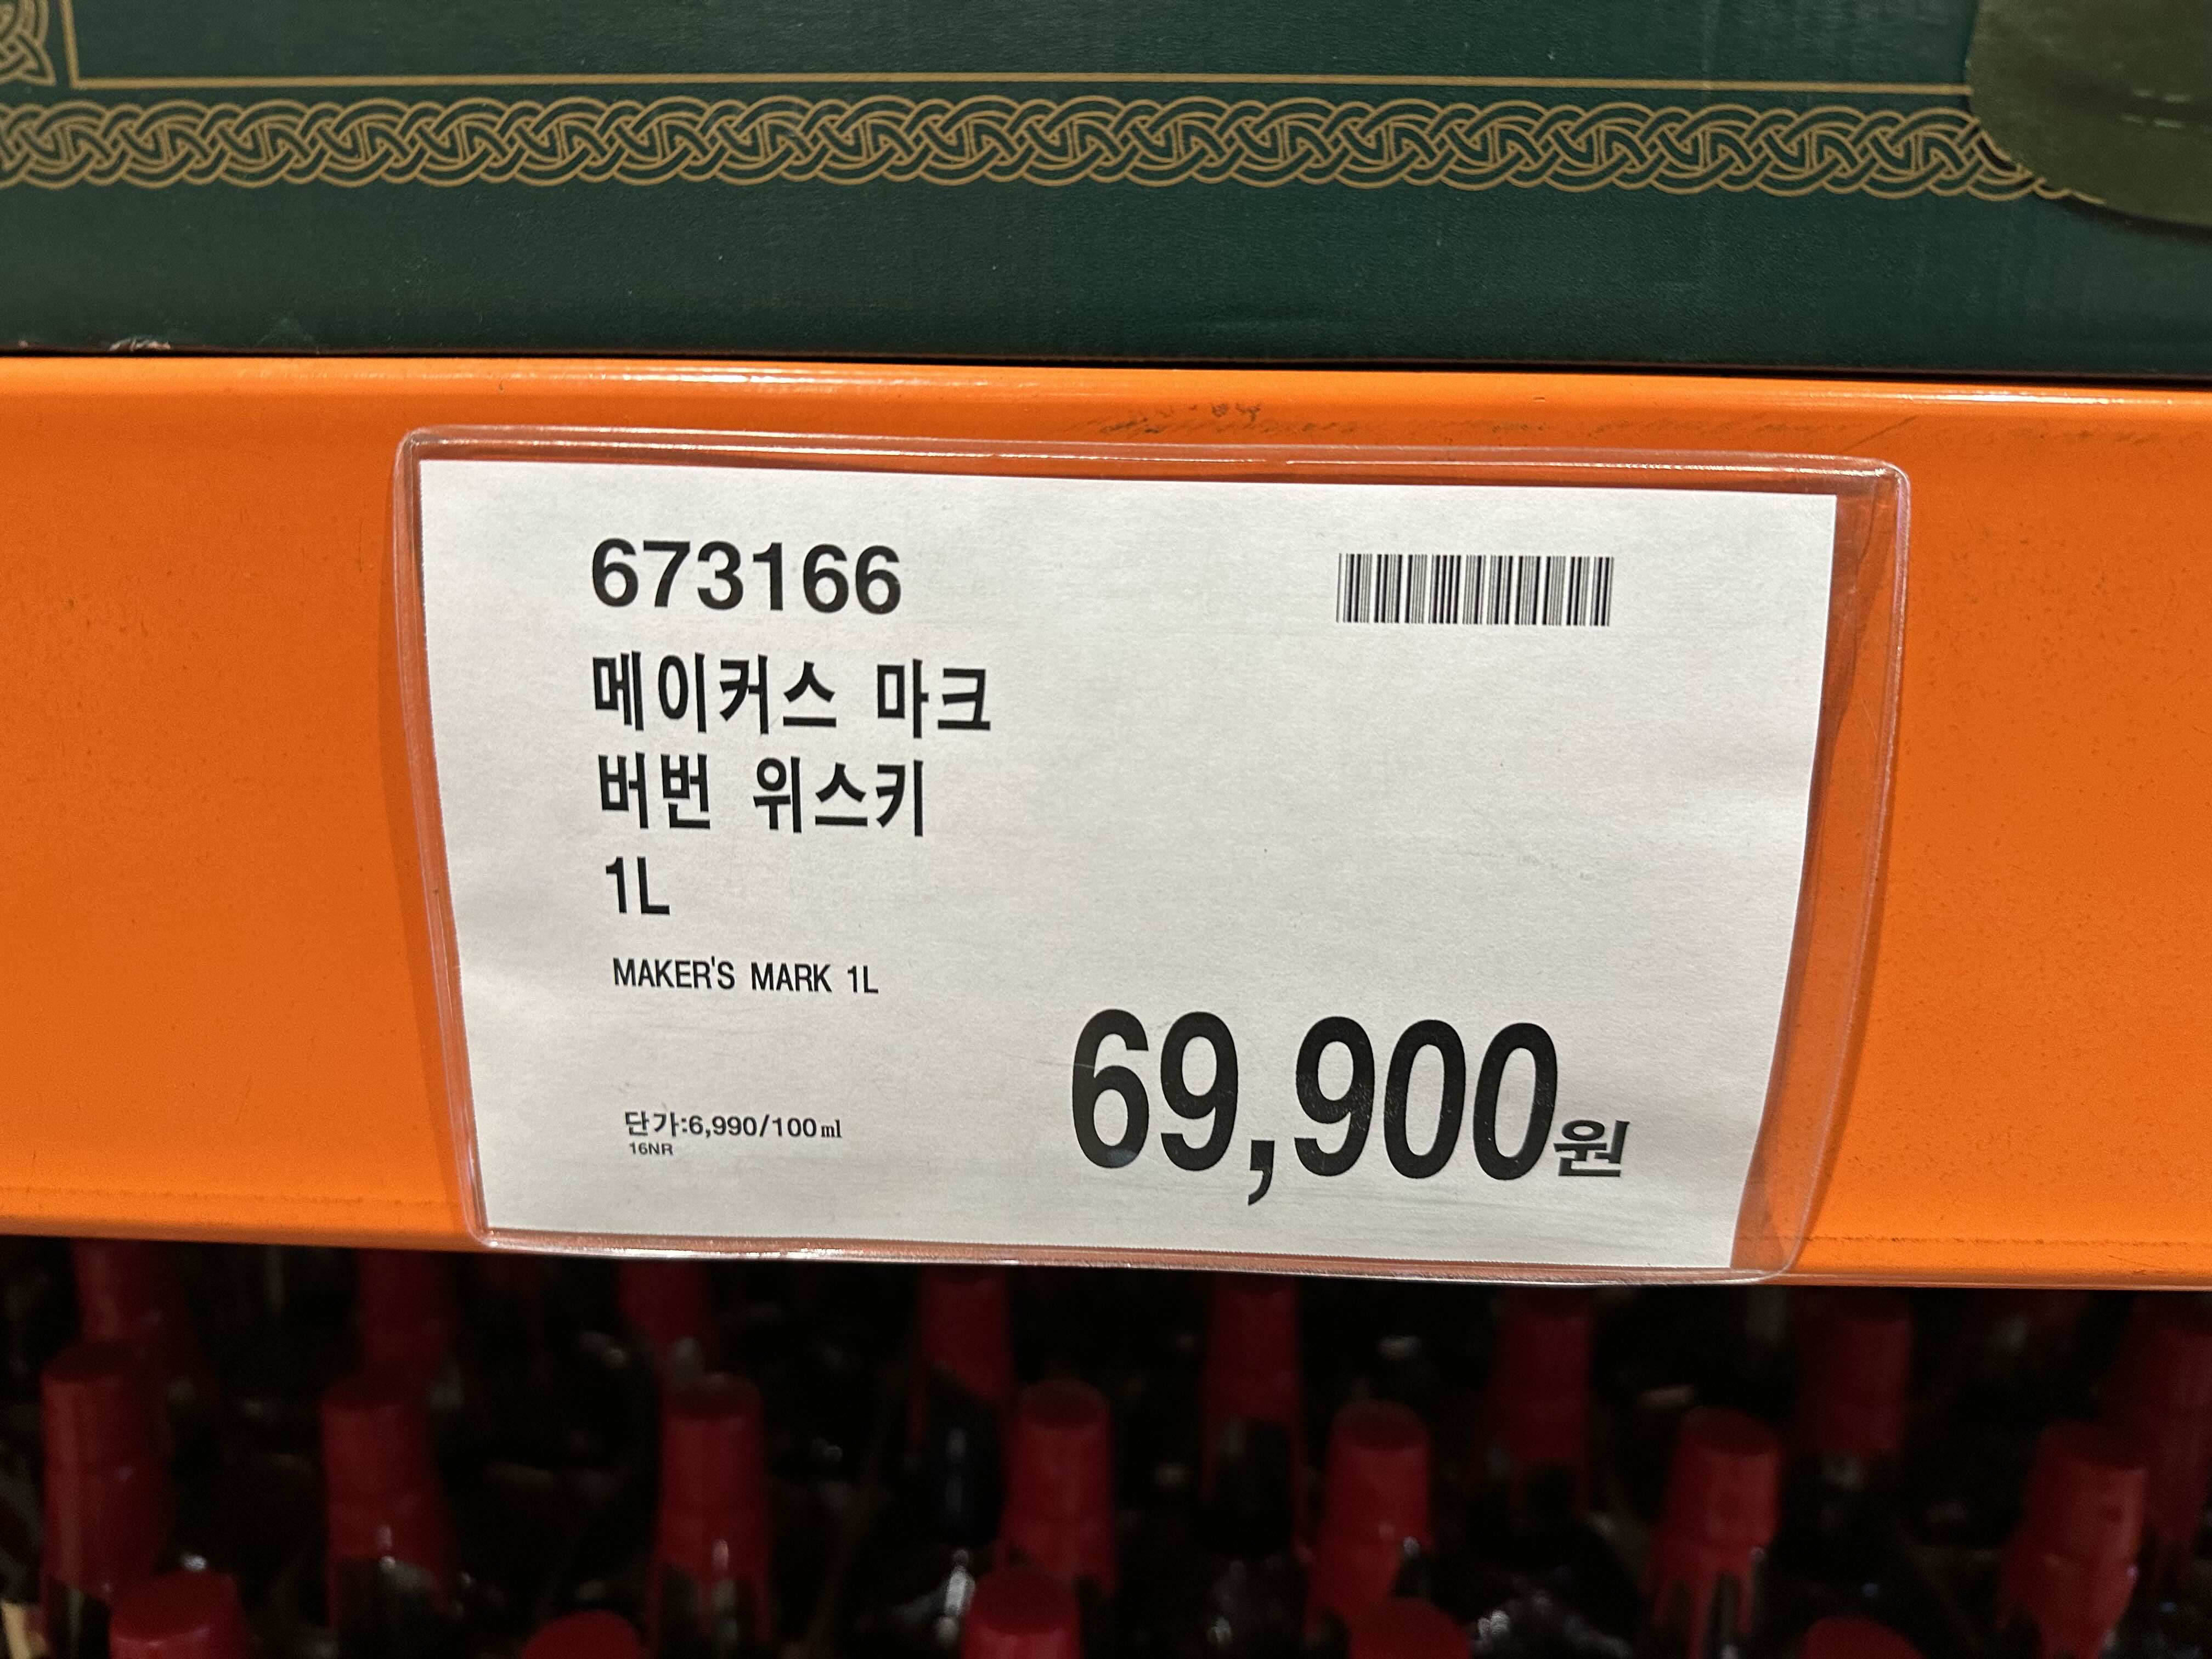 673166
메이커스 마크
버번 위스키
1L
MAKER'S MARK 1L
69,900원
단가:6,990/100㎖
16NR